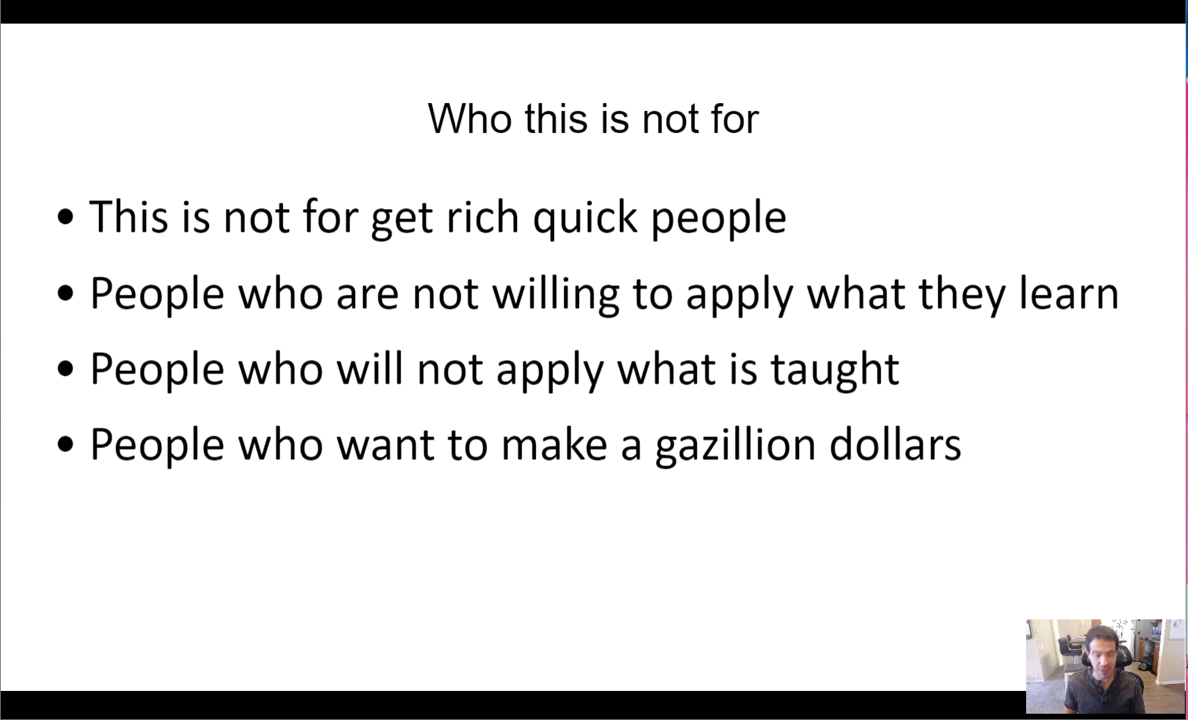 Who this is not for
• This is not for get rich quick people
• People who are not willing to apply what they learn
• People who will not apply what is taught
• People who want to make a gazillion dollars